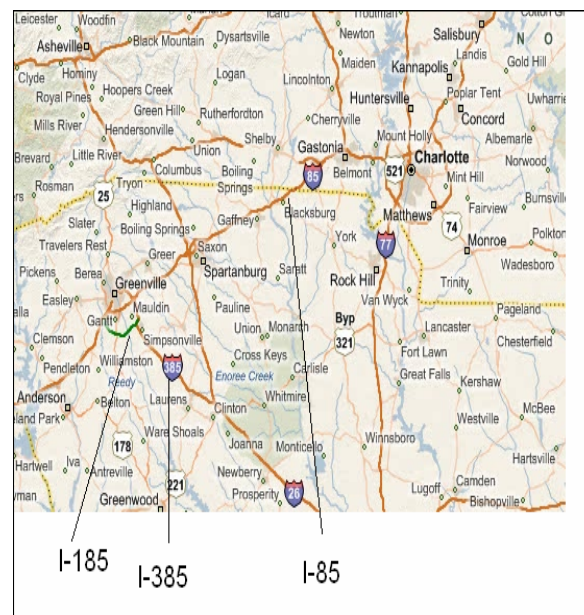 Leicester Woodfin Icard Troutman
Asheville Black Mountain Dysartsville Newton Salisbury N O
Clyde Hominy Logan Maiden Landis Gold Hill
Royal Pines Hoopers Creek Lincolnton Kannapolis
Mills River Green Hill Rutherfordton Huntersville Poplar Tent Uwharrie
Hendersonville Cherryville Concord
Brevard Little River Union Shelby Gastonia Mount Holly Albemarle
Columbus Boiling Springs 85 Belmont 521 Charlotte Norwood
Rosman 25 Tryon Mint Hill
Slater Highland Blacksburg Matthews Fairview Burnsville
Boiling Springs Gaffney 74
Travelers Rest Greer Saxon York 77 Monroe Polkton
Pickens Berea Spartanburg Saratt Rock Hill Wadesboro
Easley Greenville Trinity
Gantt Mauldin Pauline Van Wyck Pageland
Clemson Simpsonville Union Monarch Byp 321 Lancaster Chesterfield
Pendleton Williamston 385 Cross Keys Carlisle Fort Lawn
Reedy Enoree Creek Great Falls Kershaw
Anderson Belton Laurens Whitmire McBee
eland Park Clinton Westville
178 Ware Shoals Joanna Monticello Winnsboro Hartsville
Hartwell Iva Antreville 221 Newberry Camden
wman Greenwood Prosperity 26 Lugoff Bishopville
I-185
I-385
I-85